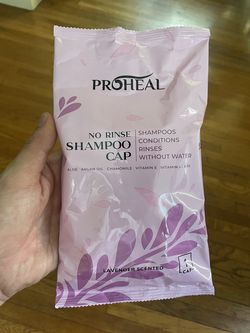 PROHEAL
NO RINSE
SHAMPOO
CAP
SHAMPOOS
CONDITIONS
RINSES
WITHOUT WATER
ALOE ARGAN OIL CHAMOMILE VITAMIN E VITAMIN
LAVENDER SCENTED
1
CAP